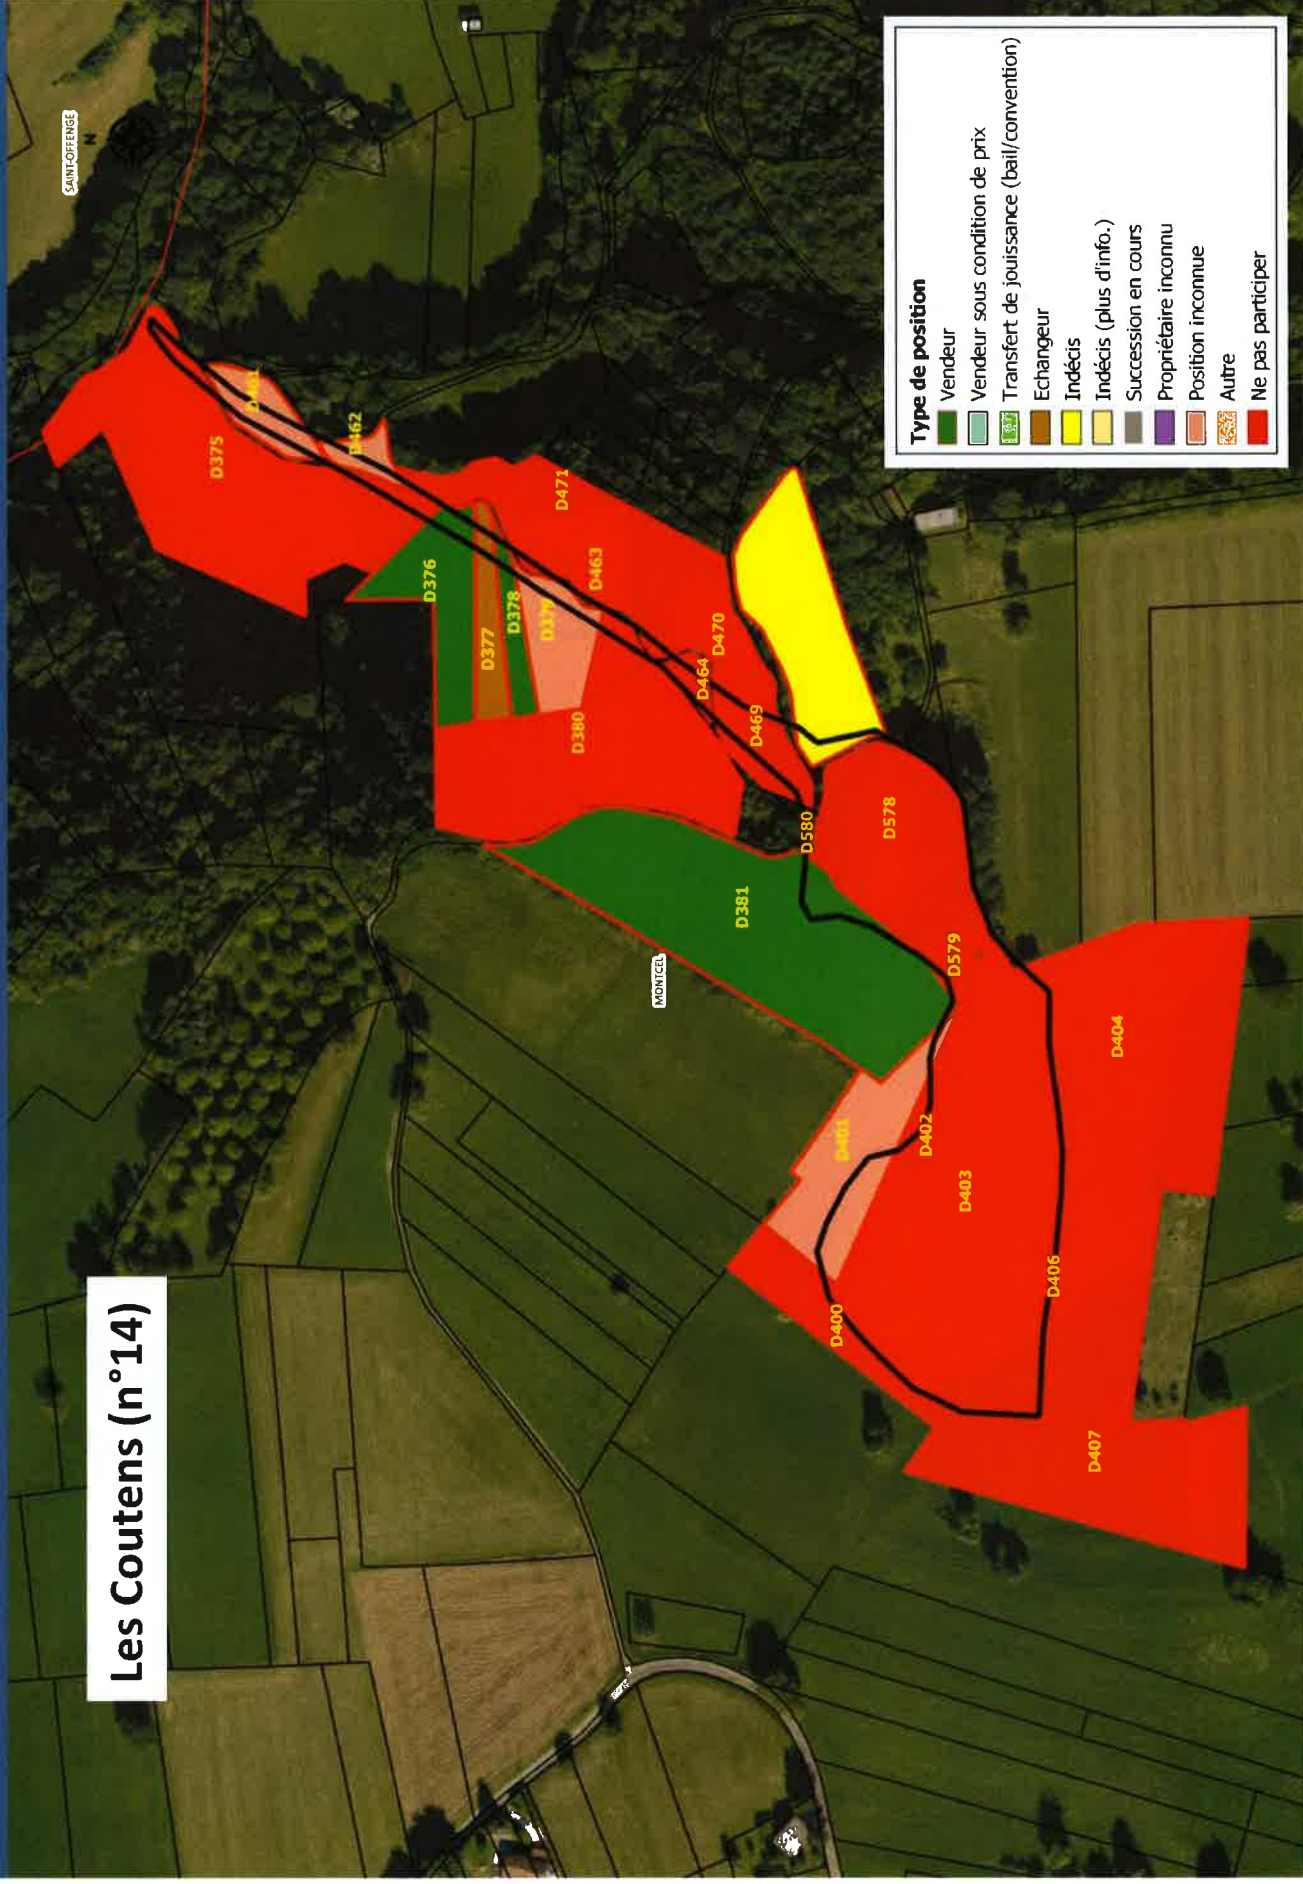 Les Coutens (n°14)
SAINT-OFFENGE
N
MONTCEL
D375
D461
D462
D376
D377
D378
D379
D471
D463
D380
D470
D464
D469
D381
D580
D578
D579
D401
D402
D403
D404
D400
D406
D407
Type de position
Vendeur
Vendeur sous condition de prix
Transfert de jouissance (bail/convention)
Echangeur
Indécis
Indécis (plus d'info.)
Succession en cours
Propriétaire inconnu
Position inconnue
Autre
Ne pas participer